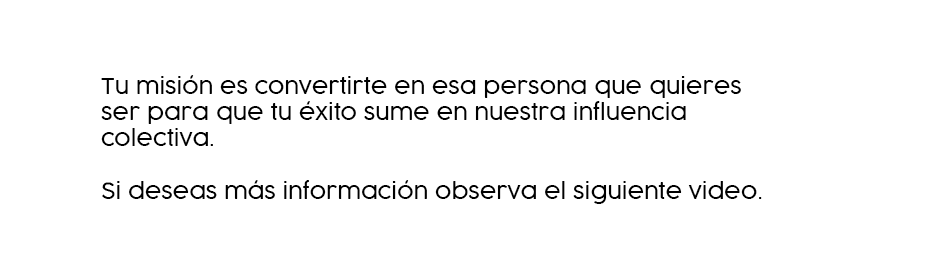 Tu misión es convertirte en esa persona que quieres
ser para que tu éxito sume en nuestra influencia
colectiva.
Si deseas más información observa el siguiente video.